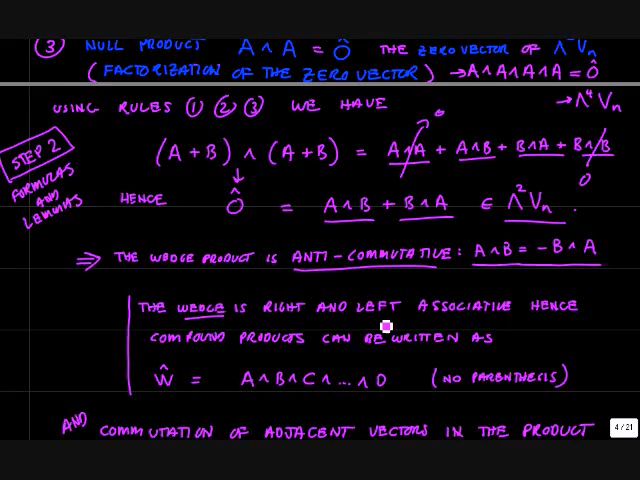 ③ NULL PRODUCT A ∧ A = Ô THE ZERO VECTOR OF Λ²Vₙ
(FACTORIZATION OF THE ZERO VECTOR) → A∧A∧A∧A = Ô
→ Λ⁴Vₙ
USING RULES ① ② ③ WE HAVE
STEP 2
FORMULAS
AND
LEMMAS
(A + B) ∧ (A + B) = A∧A + A∧B + B∧A + B∧B
0
0
↓
HENCE Ô = A∧B + B∧A ∈ Λ²Vₙ .
⇒ THE WEDGE PRODUCT IS ANTI-COMMUTATIVE: A∧B = -B∧A
THE WEDGE IS RIGHT AND LEFT ASSOCIATIVE HENCE
COMPOUND PRODUCTS CAN BE WRITTEN AS
Ŵ = A∧B∧C∧...∧D (NO PARENTHESIS)
AND COMMUTATION OF ADJACENT VECTORS IN THE PRODUCT
4 / 21